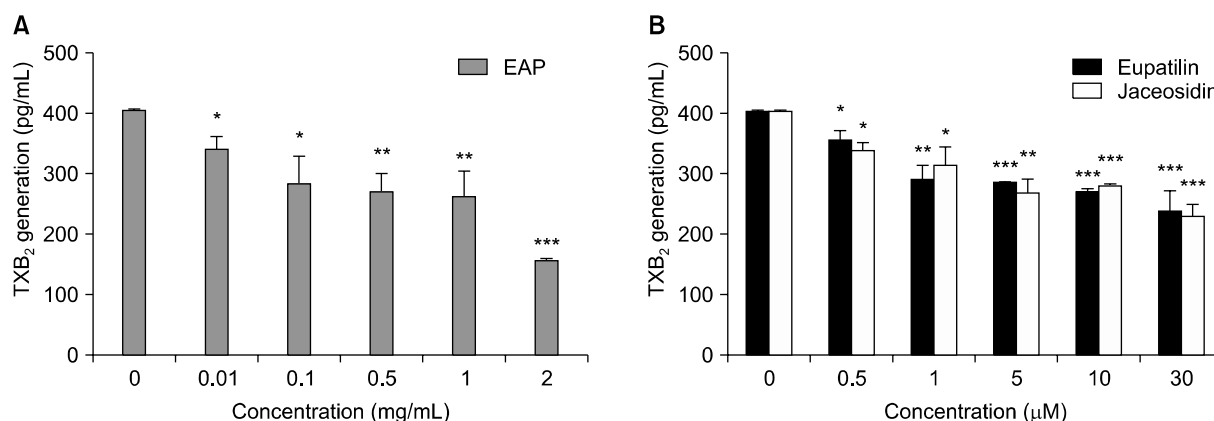 A
500
400
300
200
100
0
TXB₂ generation (pg/mL)
EAP
*
*
**
**
***
0 0.01 0.1 0.5 1 2
Concentration (mg/mL)
B
500
400
300
200
100
0
TXB₂ generation (pg/mL)
Eupatilin
Jaceosidin
* *
** *
*** **
*** ***
*** ***
0 0.5 1 5 10 30
Concentration (μM)